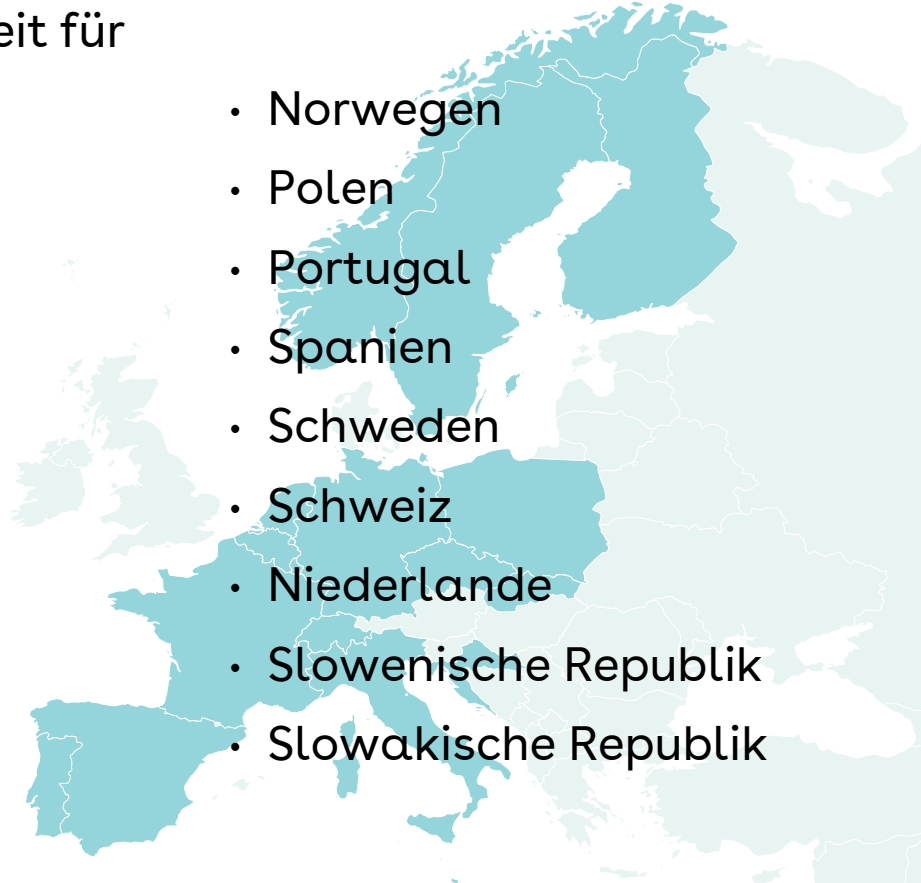 eit für
· Norwegen
· Polen
· Portugal
· Spanien
· Schweden
· Schweiz
· Niederlande
· Slowenische Republik
· Slowakische Republik